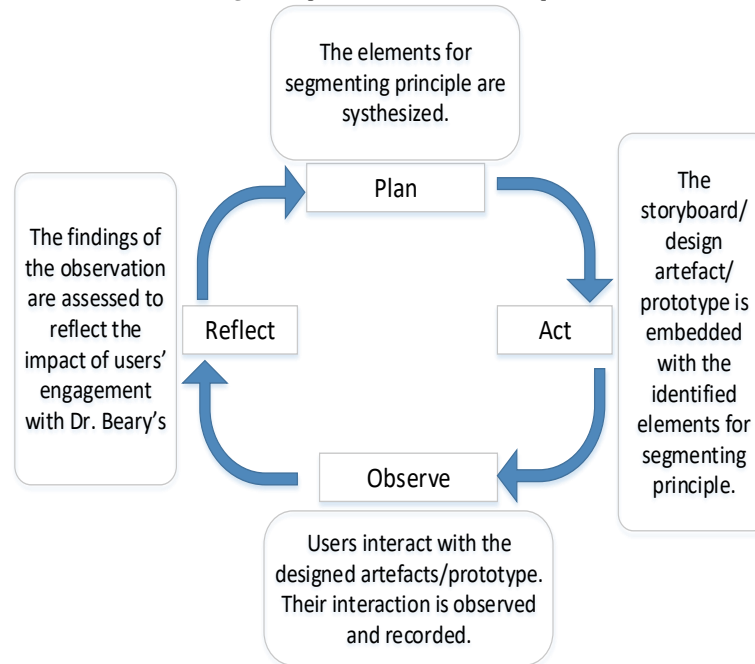 The elements for
segmenting principle are
systhesized.
Plan
The
storyboard/
design
artefact/
prototype is
embedded with
the
identified
elements for
segmenting
principle.
Act
Observe
Users interact with the
designed artefacts/prototype.
Their interaction is observed
and recorded.
The findings of
the observation
are assessed to
reflect the
impact of users’
engagement
with Dr. Beary’s
Reflect